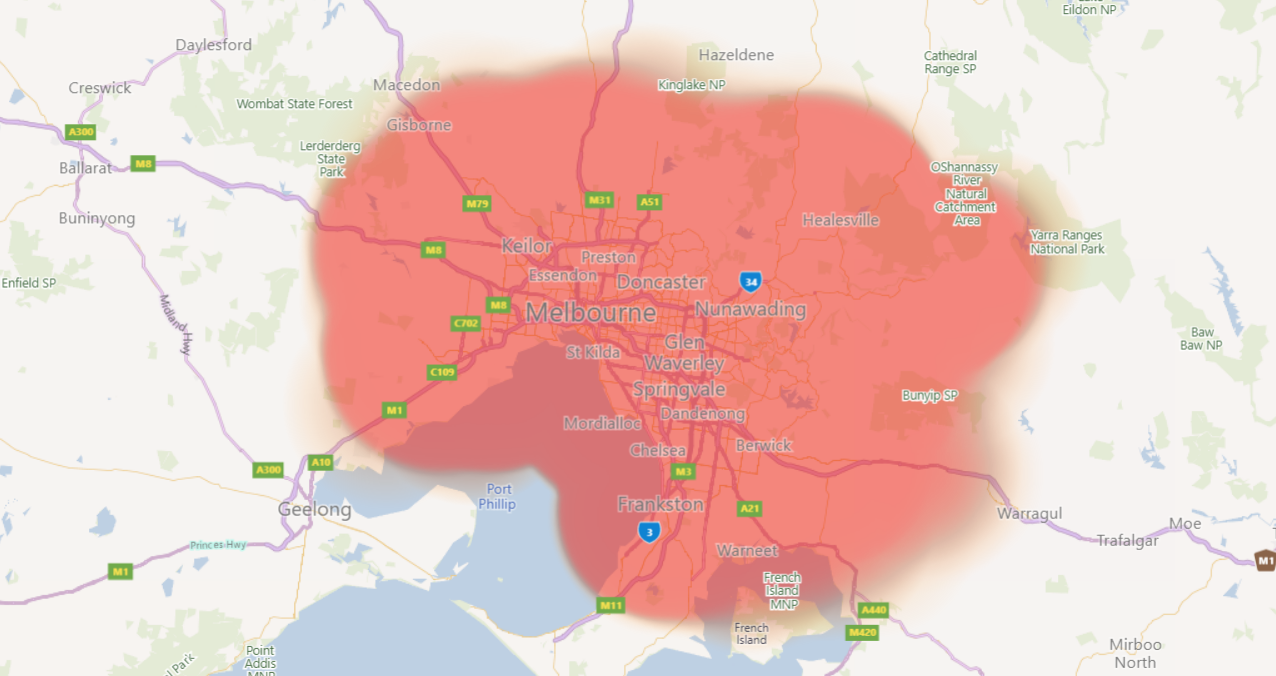 Eildon NP
Daylesford
Hazeldene
Cathedral
Range SP
Creswick
Macedon
Kinglake NP
Wombat State Forest
A300
Gisborne
Lerderderg
State
Park
Ballarat
M8
OShannassy
River
Natural
Catchment
Area
M79
M31
A51
Buninyong
Healesville
Keilor
M8
Preston
Yarra Ranges
National Park
Essendon
Doncaster
34
Enfield SP
M8
Melbourne
Nunawading
Midland Hwy
C702
St Kilda
Glen
Waverley
Baw
Baw NP
C109
Springvale
Bunyip SP
M1
Dandenong
Mordialloc
Berwick
Chelsea
A300
A10
M3
Port
Phillip
Geelong
Frankston
A21
Warragul
3
Moe
Princes Hwy
Warneet
Trafalgar
M1
M1
French
Island
MNP
M11
A440
French
Island
M420
Point
Addis
MNP
Park
Mirboo
North